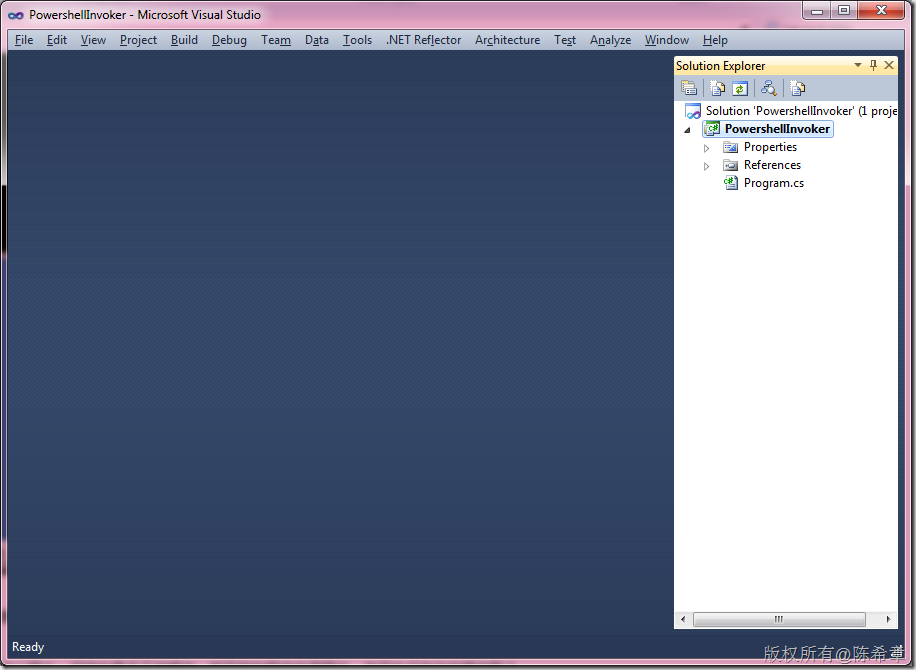 PowershellInvoker - Microsoft Visual Studio
File Edit View Project Build Debug Team Data Tools .NET Reflector Architecture Test Analyze Window Help
Solution Explorer
Solution 'PowershellInvoker' (1 proje
PowershellInvoker
Properties
References
Program.cs
Ready
版权所有@陈希章